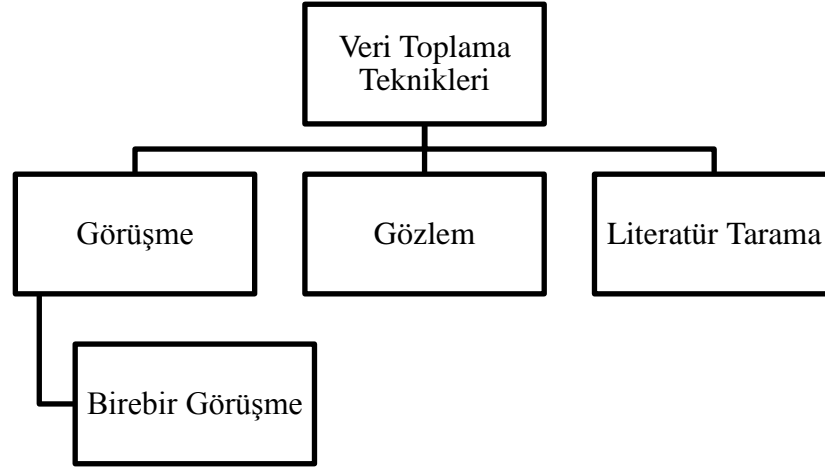 Veri Toplama
Teknikleri
Görüşme
Gözlem
Literatür Tarama
Birebir Görüşme